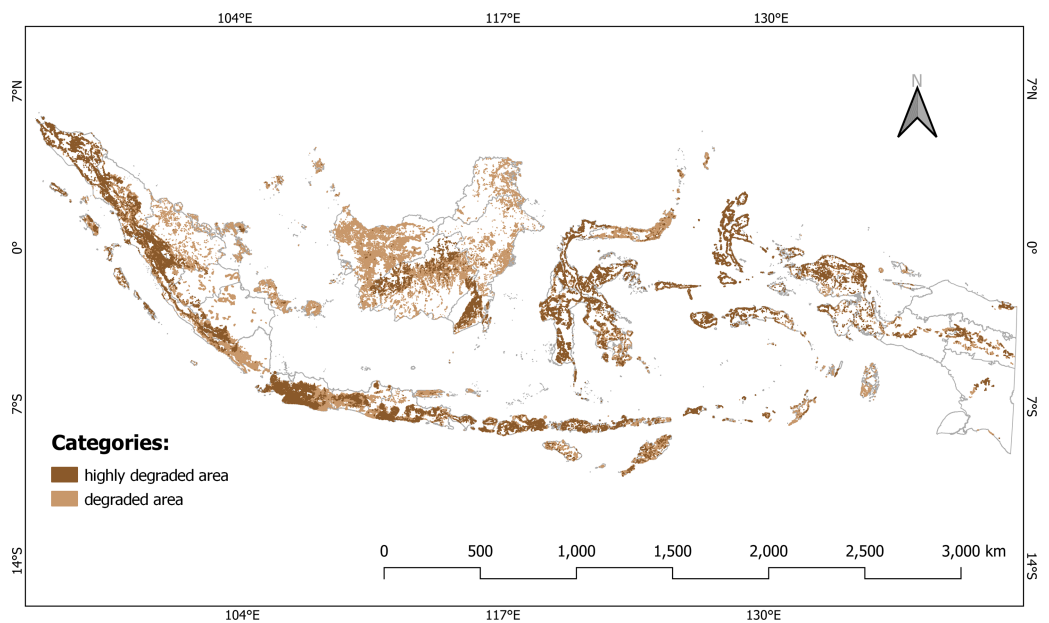 104°E 117°E 130°E
N
7°N 7°N
0° 0°
7°S 7°S
Categories:
highly degraded area
degraded area
0 500 1,000 1,500 2,000 2,500 3,000 km
14°S 14°S
104°E 117°E 130°E